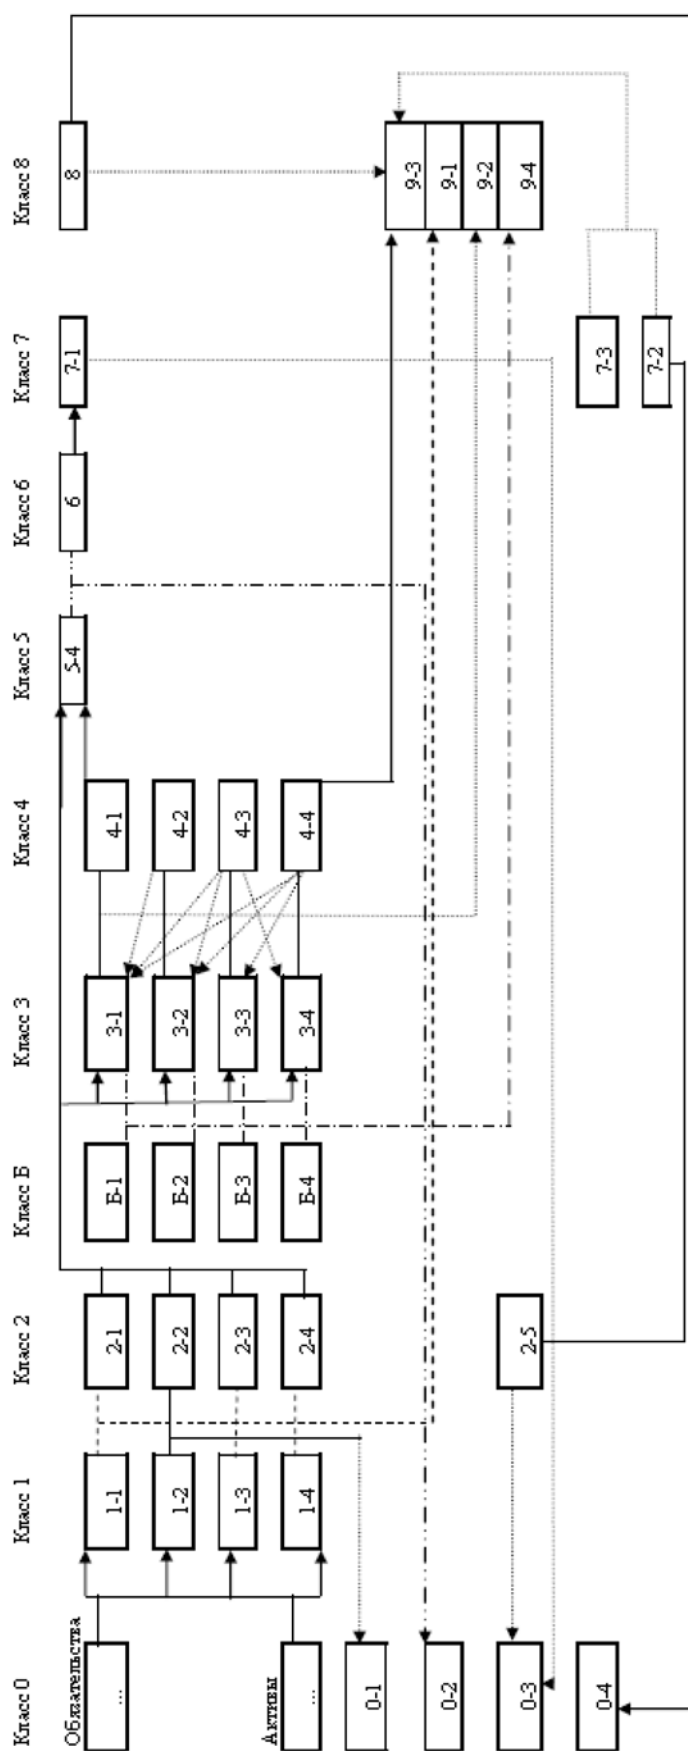 Класс 0
Класс 1
Класс 2
Класс Б
Класс 3
Класс 4
Класс 5
Класс 6
Класс 7
Класс 8
Обязательства
...
1-1
2-1
Б-1
3-1
4-1
5-4
6
7-1
8
1-2
2-2
Б-2
3-2
4-2
1-3
2-3
Б-3
3-3
4-3
Активы
...
1-4
2-4
Б-4
3-4
4-4
0-1
9-3
0-2
9-1
9-2
0-3
2-5
9-4
0-4
7-3
7-2